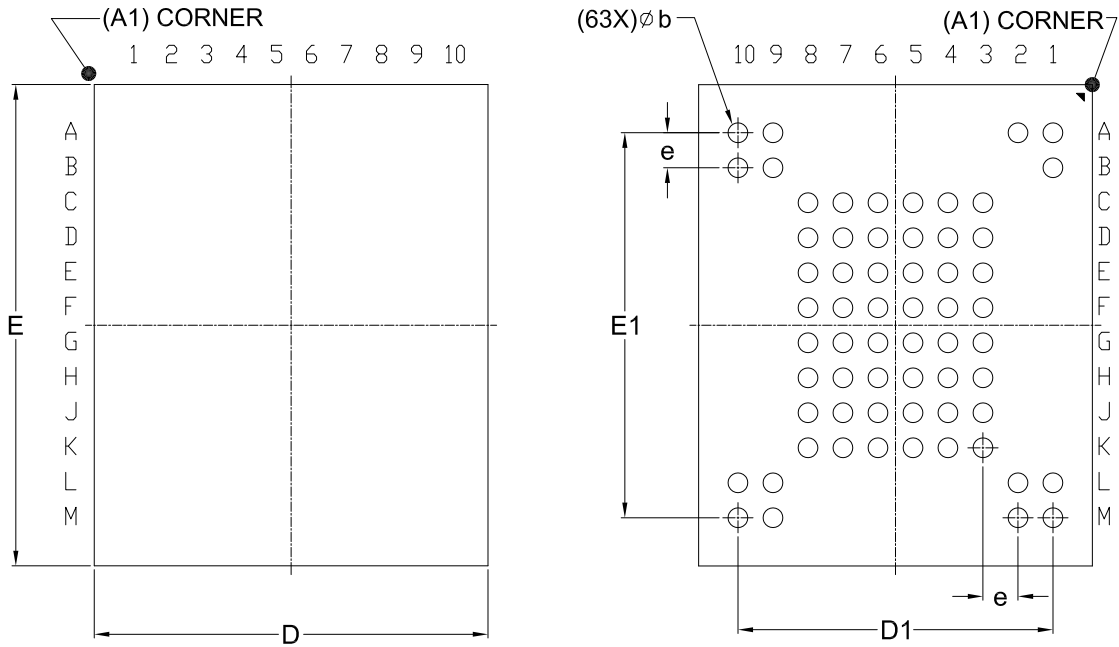 (A1) CORNER
1 2 3 4 5 6 7 8 9 10
A
B
C
D
E
F
G
H
J
K
L
M
E
D
(63X)⌀b
(A1) CORNER
10 9 8 7 6 5 4 3 2 1
e
E1
A
B
C
D
E
F
G
H
J
K
L
M
e
D1